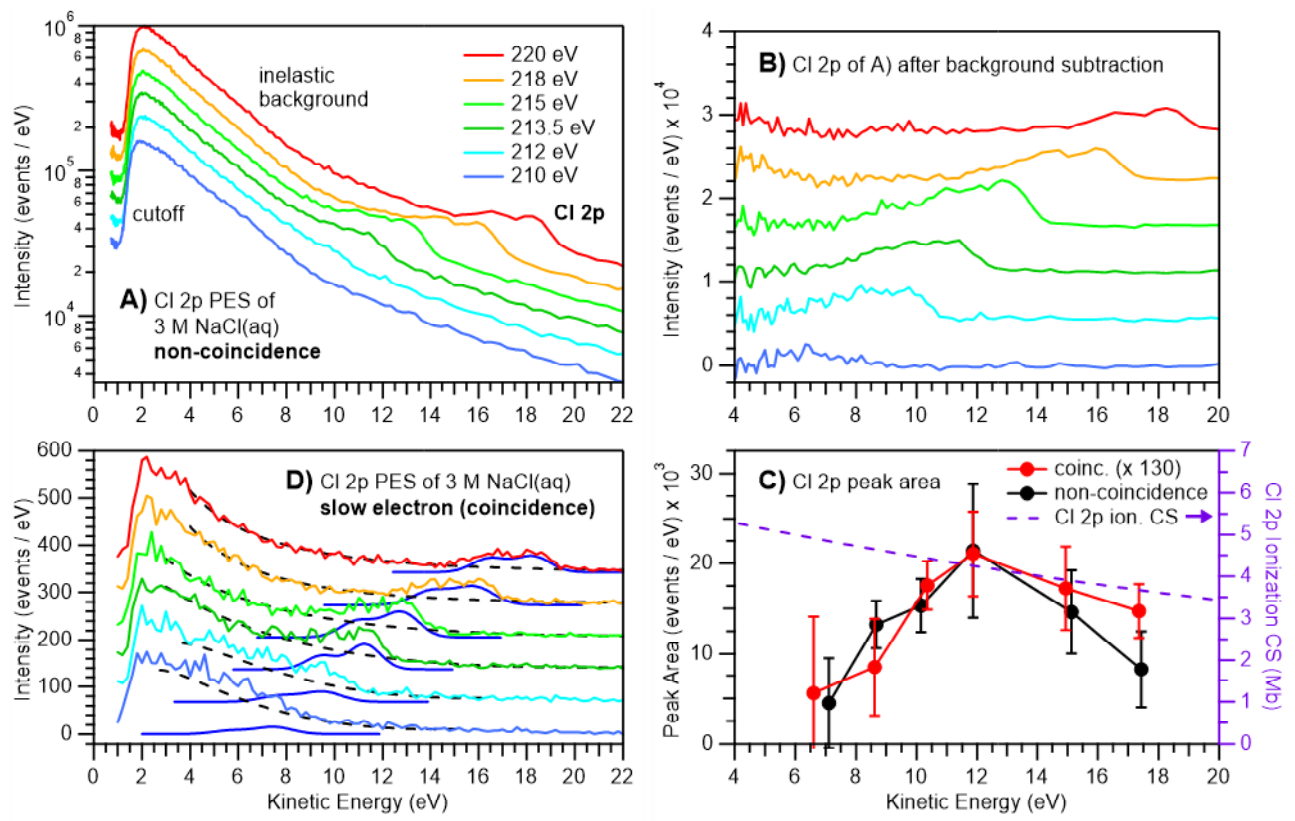 10^6
8
6
4
2
10^5
8
6
4
2
10^4
8
6
4
Intensity (events / eV)
inelastic
background
220 eV
218 eV
215 eV
213.5 eV
212 eV
210 eV
cutoff
Cl 2p
A) Cl 2p PES of
3 M NaCl(aq)
non-coincidence
0 2 4 6 8 10 12 14 16 18 20 22
B) Cl 2p of A) after background subtraction
Intensity (events / eV) x 10^4
4
3
2
1
0
4 6 8 10 12 14 16 18 20
D) Cl 2p PES of 3 M NaCl(aq)
slow electron (coincidence)
Intensity (events / eV)
600
500
400
300
200
100
0
0 2 4 6 8 10 12 14 16 18 20 22
Kinetic Energy (eV)
C) Cl 2p peak area
coinc. (x 130)
non-coincidence
Cl 2p ion. CS
Peak Area (events / eV) x 10^3
30
20
10
0
7
6
5
4
3
2
1
0
Cl 2p Ionization CS (Mb)
4 6 8 10 12 14 16 18 20
Kinetic Energy (eV)